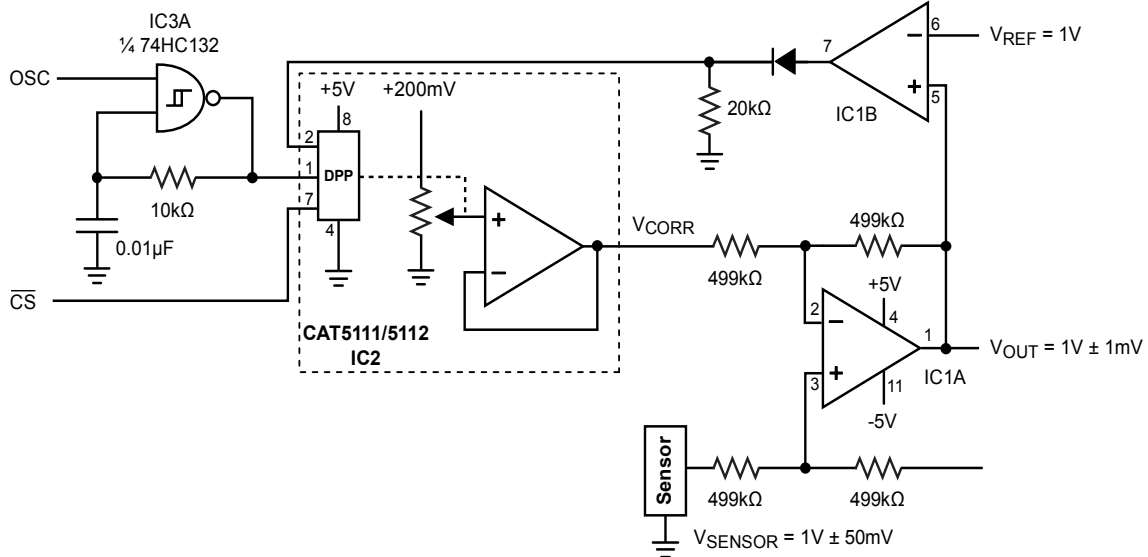 IC3A
¼ 74HC132
OSC
10kΩ
0.01µF
CS
+5V
+200mV
8
2
1
7
DPP
4
+
−
CAT5111/5112
IC2
20kΩ
7
−
+
6
5
IC1B
VREF = 1V
VCORR
499kΩ
499kΩ
+5V
2
−
4
1
3
+
11
-5V
IC1A
VOUT = 1V ± 1mV
Sensor
499kΩ
499kΩ
VSENSOR = 1V ± 50mV